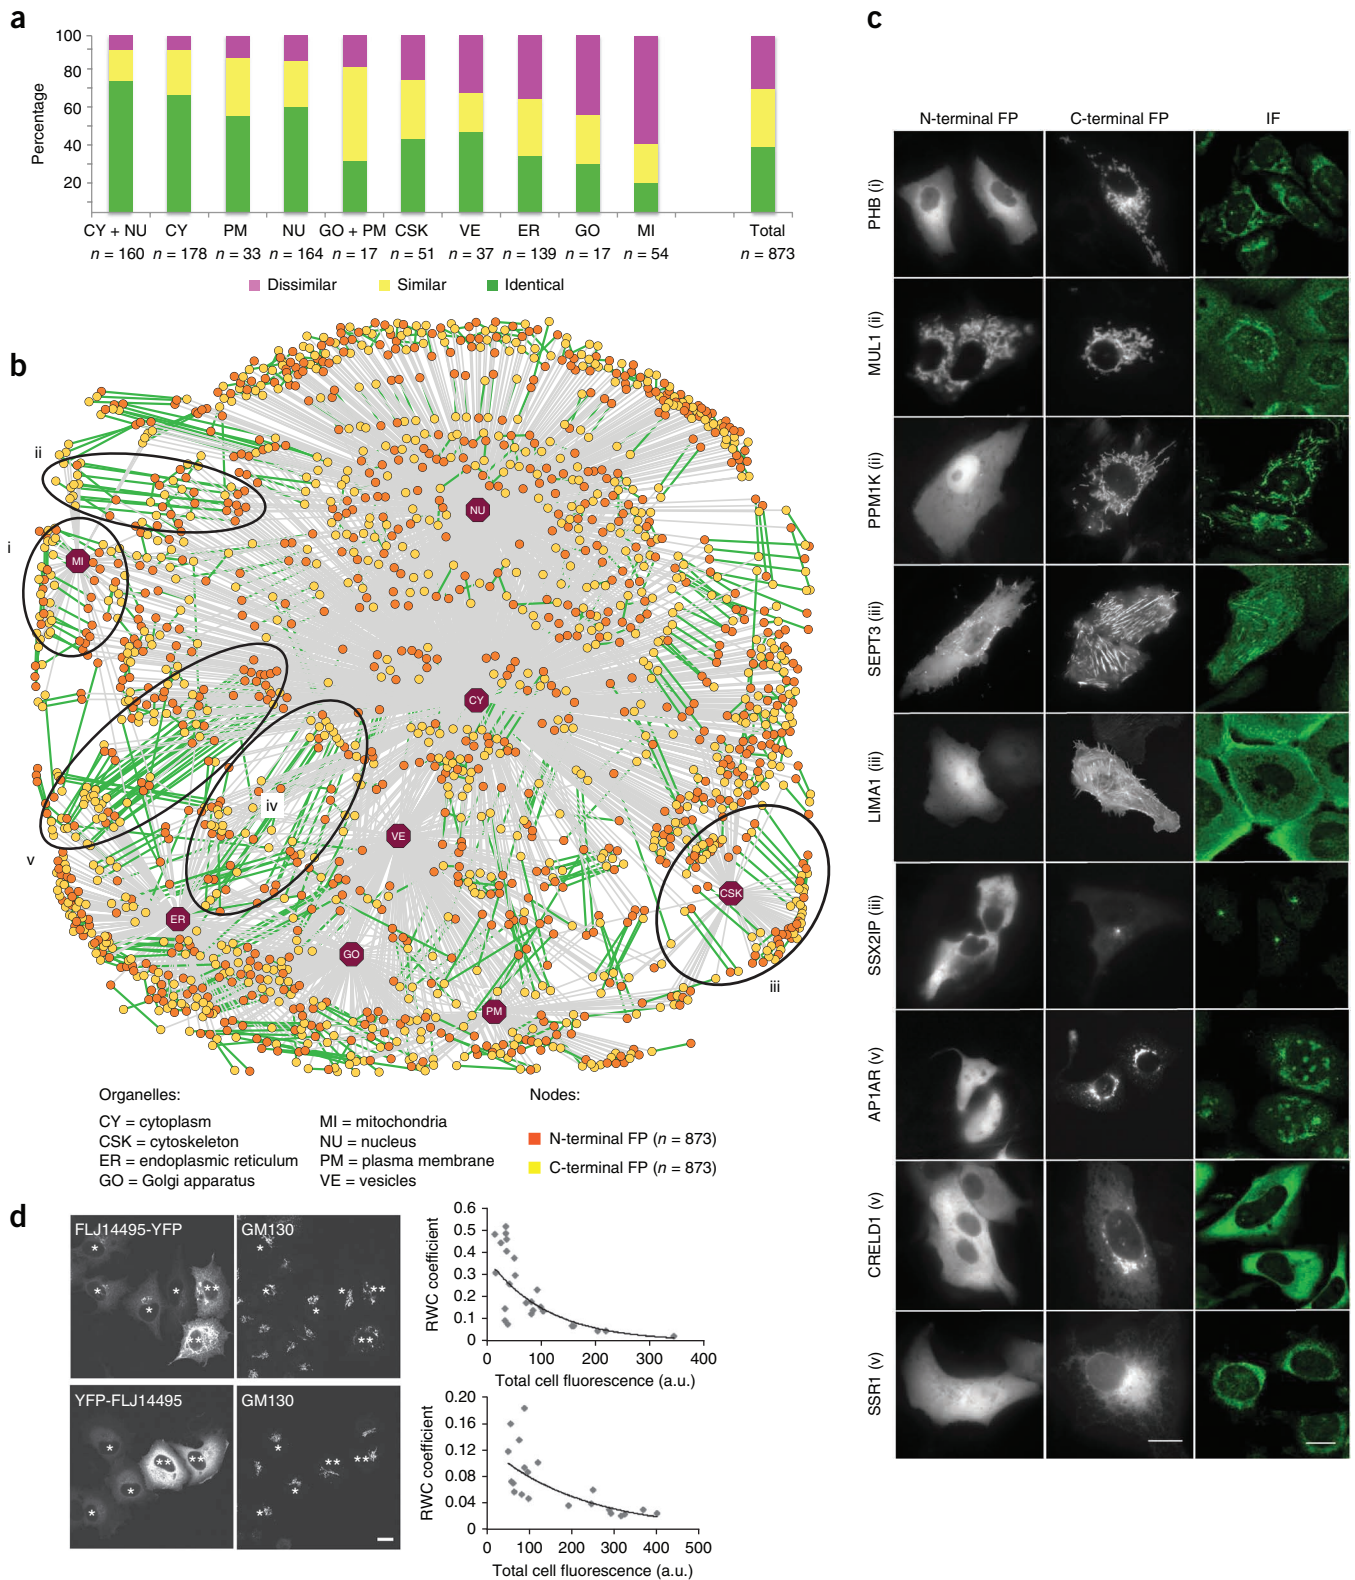 a
100
80
60
40
20
Percentage
CY + NU CY PM NU GO + PM CSK VE ER GO MI Total
n = 160 n = 178 n = 33 n = 164 n = 17 n = 51 n = 37 n = 139 n = 17 n = 54 n = 873
Dissimilar Similar Identical
b
ii
i
MI
NU
CY
iv
v
VE
CSK
ER
GO
PM
iii
Organelles:
CY = cytoplasm
CSK = cytoskeleton
ER = endoplasmic reticulum
GO = Golgi apparatus
MI = mitochondria
NU = nucleus
PM = plasma membrane
VE = vesicles
Nodes:
N-terminal FP (n = 873)
C-terminal FP (n = 873)
c
N-terminal FP C-terminal FP IF
PHB (i)
MUL1 (ii)
PPM1K (ii)
SEPT3 (iii)
LIMA1 (iii)
SSX2IP (iii)
AP1AR (v)
CRELD1 (v)
SSR1 (v)
d
FLJ14495-YFP
* * * * ** * **
GM130
* * * * ** * **
RWC coefficient
0.6
0.5
0.4
0.3
0.2
0.1
0
0 100 200 300 400
Total cell fluorescence (a.u.)
YFP-FLJ14495
* ** ** * *
GM130
* ** ** * *
RWC coefficient
0.20
0.16
0.12
0.08
0.04
0
0 100 200 300 400 500
Total cell fluorescence (a.u.)